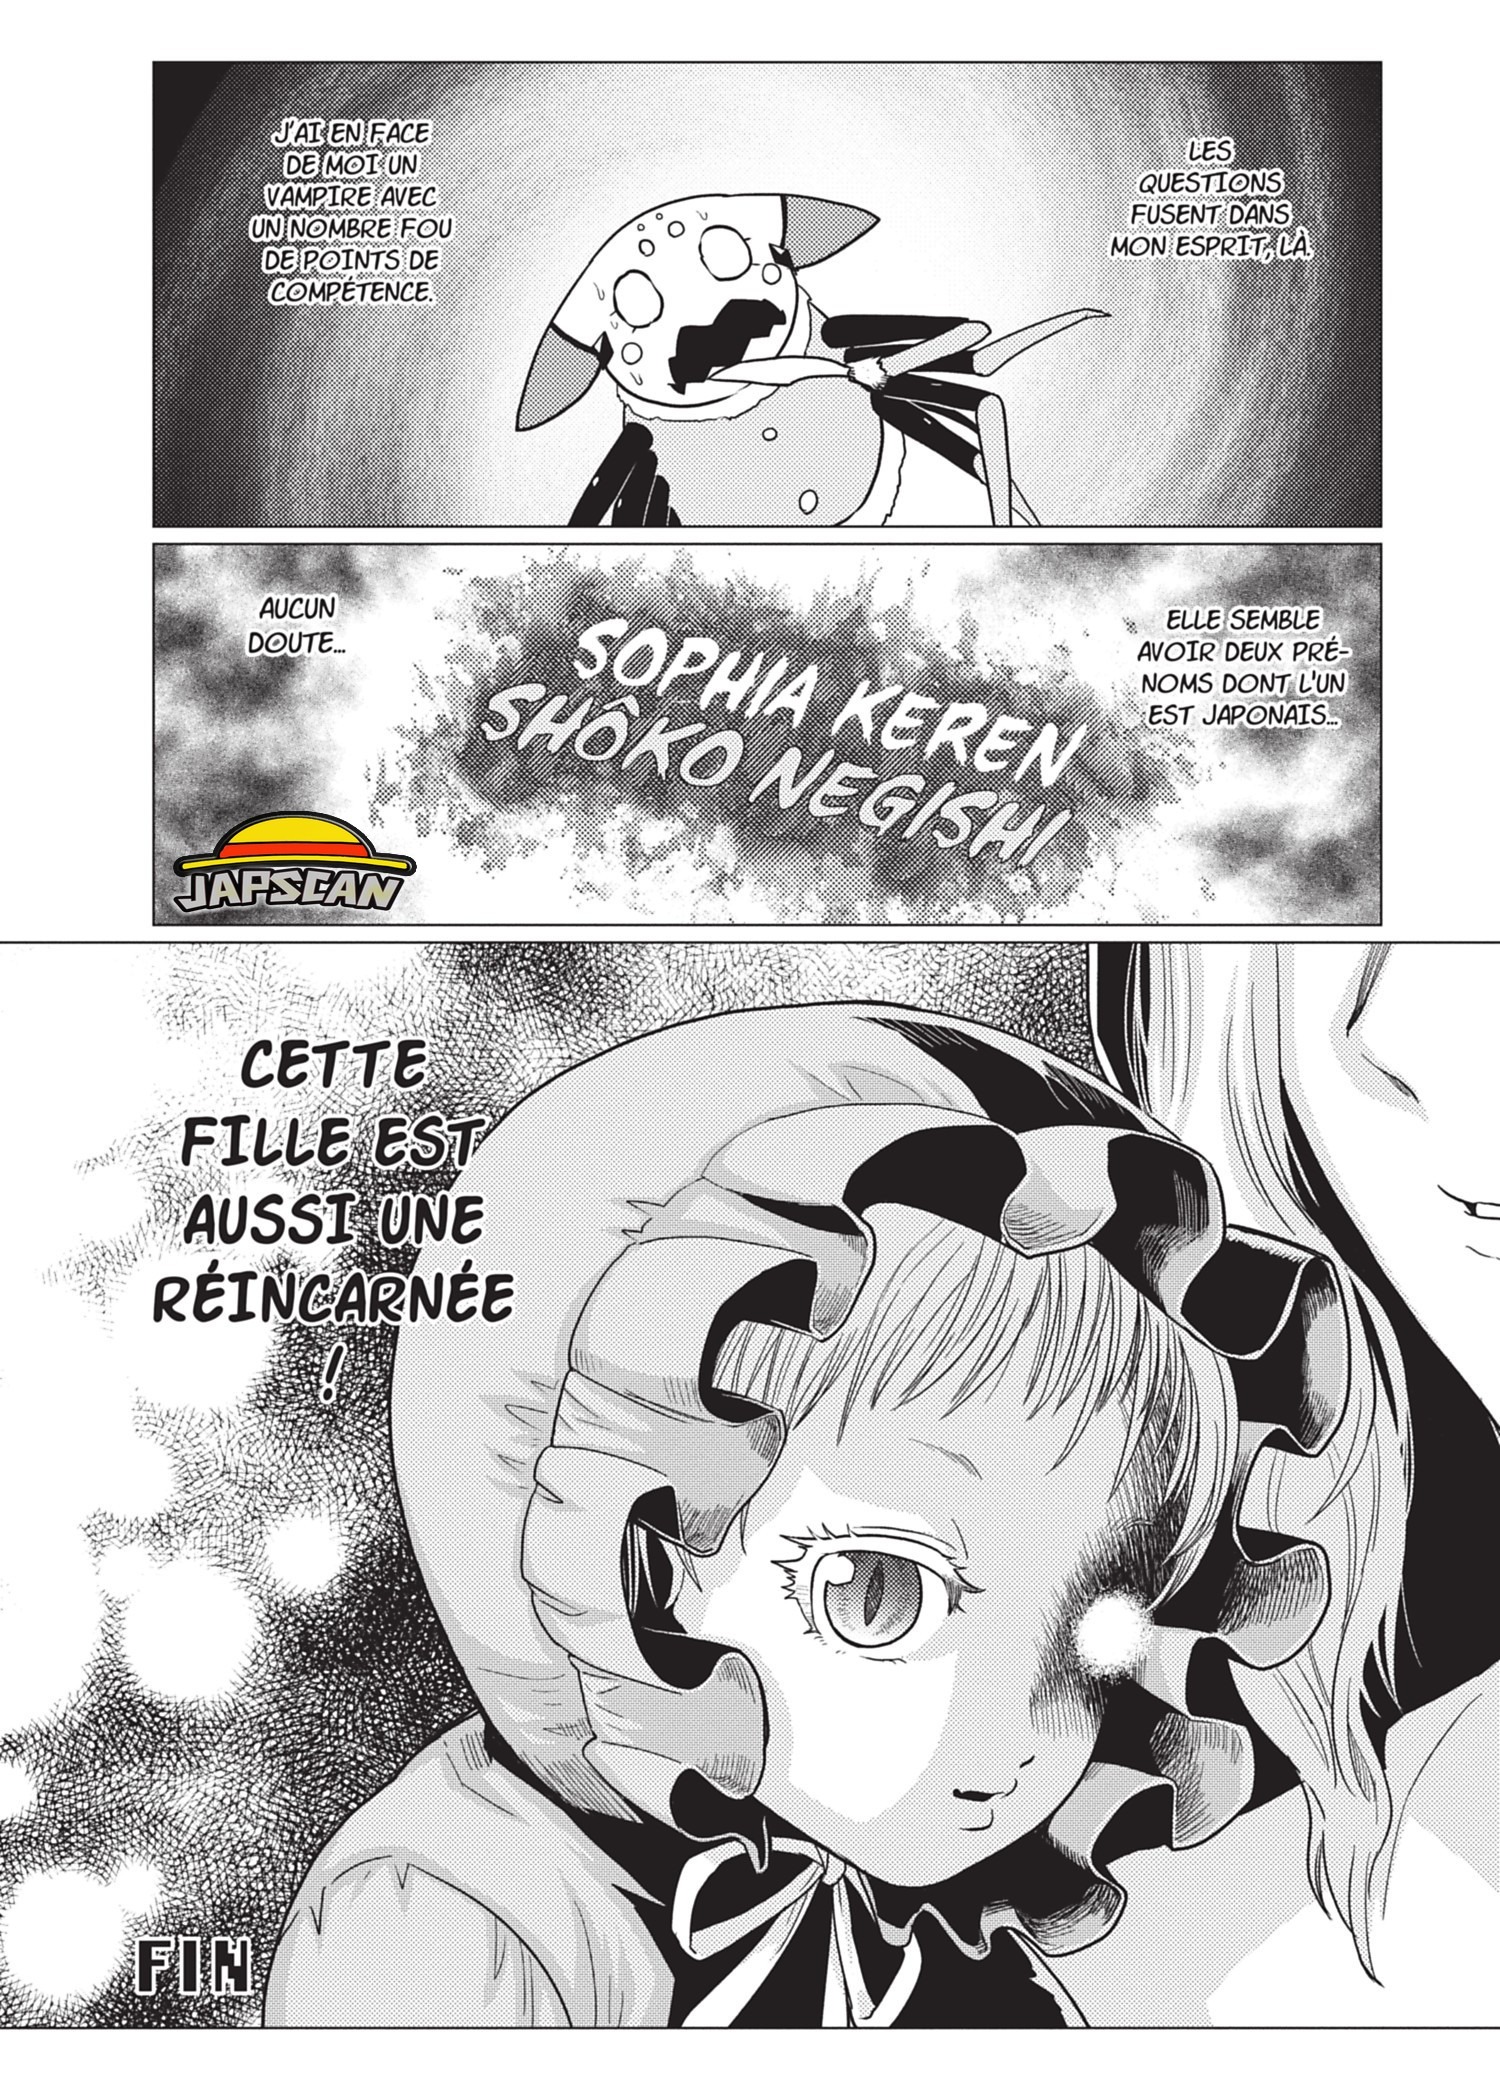 LES
QUESTIONS
FUSENT DANS
MON ESPRIT, LÀ.
J'AI EN FACE
DE MOI UN
VAMPIRE AVEC
UN NOMBRE FOU
DE POINTS DE
COMPÉTENCE.
ELLE SEMBLE
AVOIR DEUX PRÉ-
NOMS DONT L'UN
EST JAPONAIS...
SOPHIA KEREN
SHÔKO NEGISHI
AUCUN
DOUTE...
JAPSCAN
CETTE
FILLE EST
AUSSI UNE
RÉINCARNÉE
!
FIN